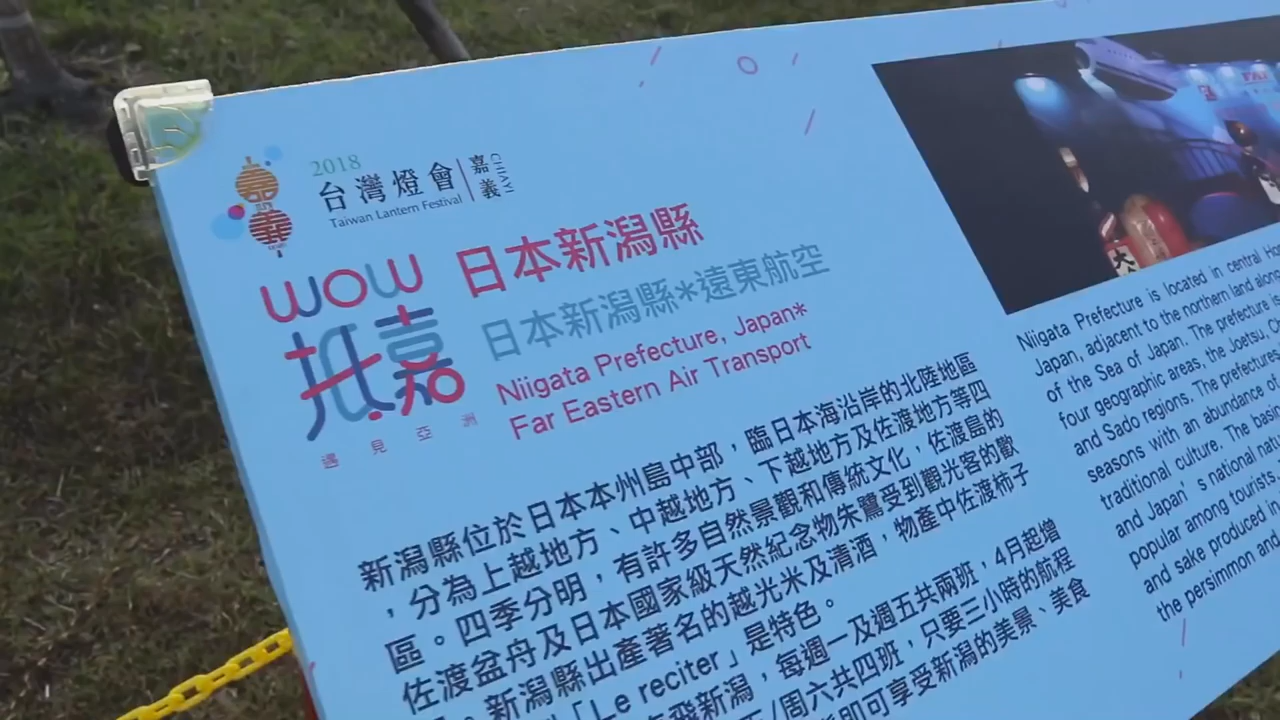 2018
台灣燈會
嘉義
CHIAYI
Taiwan Lantern Festival
WOW
抵嘉
遇見亞洲
日本新潟縣
日本新潟縣*遠東航空
Niigata Prefecture, Japan*
Far Eastern Air Transport
新潟縣位於日本本州島中部，臨日本海沿岸的北陸地區
，分為上越地方、中越地方、下越地方及佐渡地方等四
區。四季分明，有許多自然景觀和傳統文化，佐渡島的
佐渡盆舟及日本國家級天然紀念物朱鷺受到觀光客的歡
。新潟縣出產著名的越光米及清酒，物產中佐渡柿子
「Le reciter」是特色。
飛新潟，每週一及週五共兩班，4月起增
/周六共四班，只要三小時的航程
即可享受新潟的美景、美食
大
Niigata Prefecture is located in central
Japan, adjacent to the northern land along
of the Sea of Japan. The prefecture is
four geographic areas, the Joetsu,
and Sado regions. The prefectures
seasons with an abundance of
traditional culture. The
and Japan's national
popular among tourists.
and sake produced in
the persimmon and